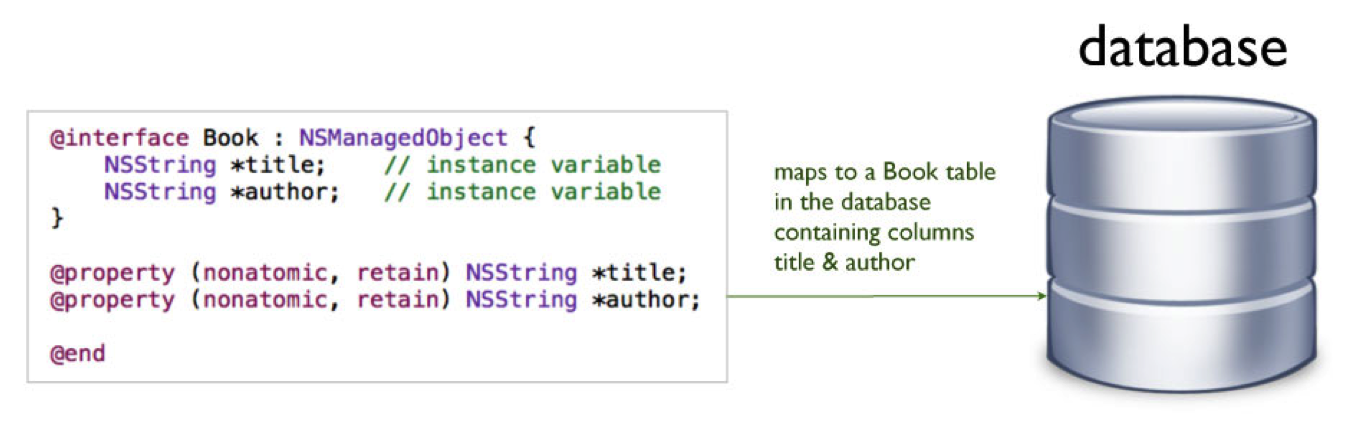 database
@interface Book : NSManagedObject {
    NSString *title;    // instance variable
    NSString *author;   // instance variable
}
@property (nonatomic, retain) NSString *title;
@property (nonatomic, retain) NSString *author;
@end
maps to a Book table
in the database
containing columns
title & author